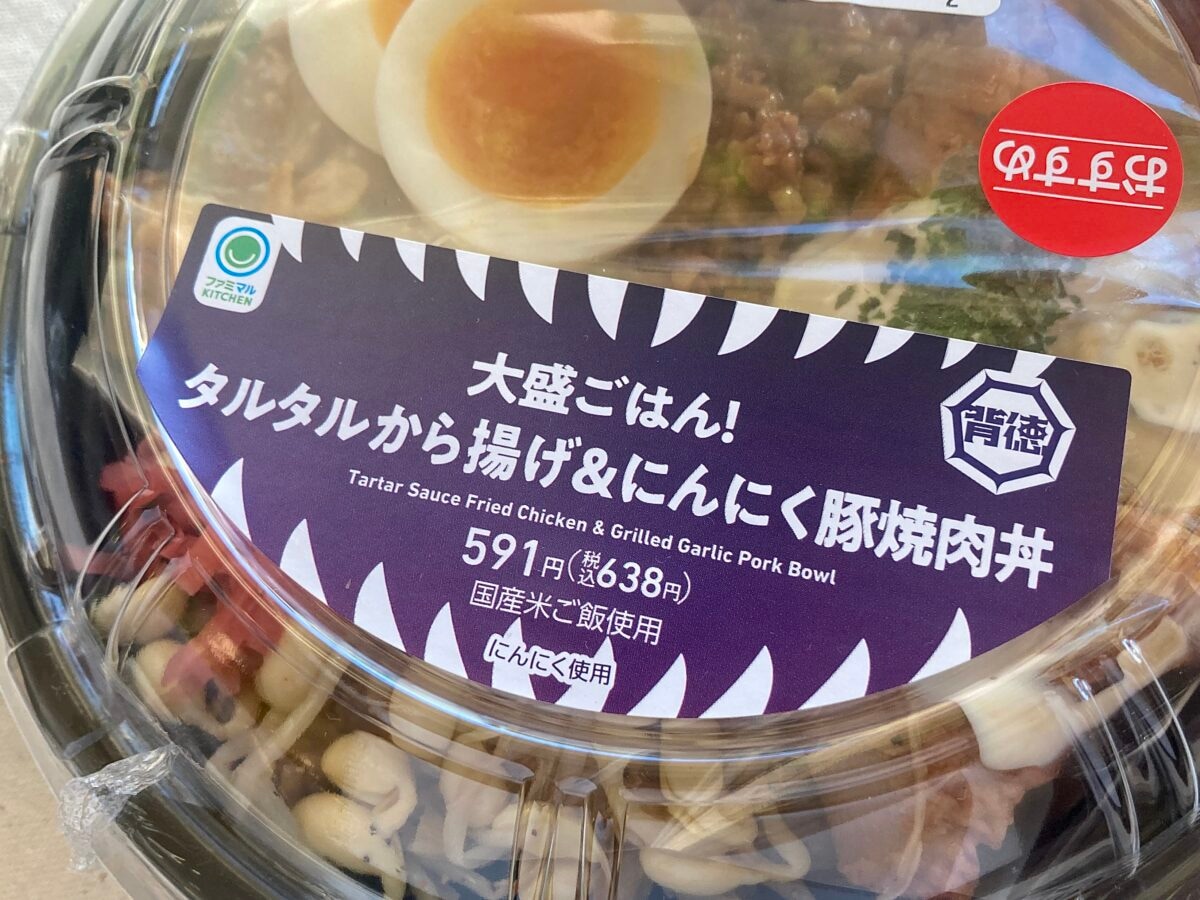 おすすめ
ファミマル
KITCHEN
大盛ごはん!
背徳
タルタルから揚げ&にんにく豚焼肉丼
Tartar Sauce Fried Chicken & Grilled Garlic Pork Bowl
591円(税込638円)
国産米ご飯使用
にんにく使用